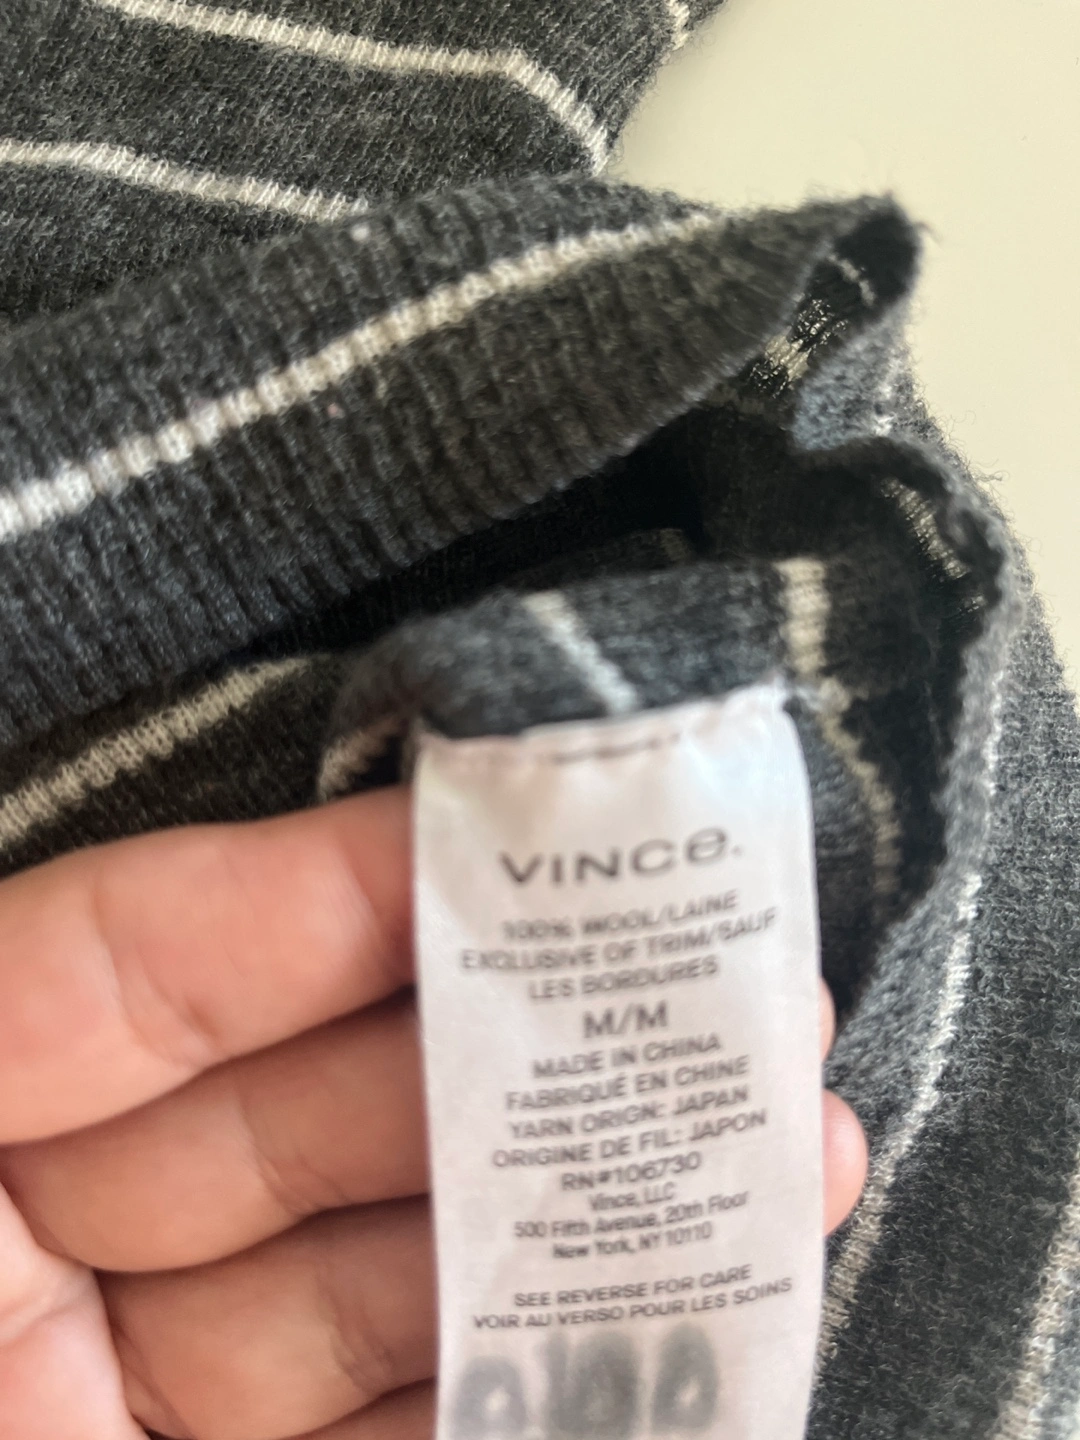 VINCE.
100% WOOL/LAINE
EXCLUSIVE OF TRIM/SAUF
LES BORDURES
M/M
MADE IN CHINA
FABRIQUÉ EN CHINE
YARN ORIGN: JAPAN
ORIGINE DE FIL: JAPON
RN#106730
Vince, LLC
500 Fifth Avenue, 20th Floor
New York, NY 10110
SEE REVERSE FOR CARE
VOIR AU VERSO POUR LES SOINS